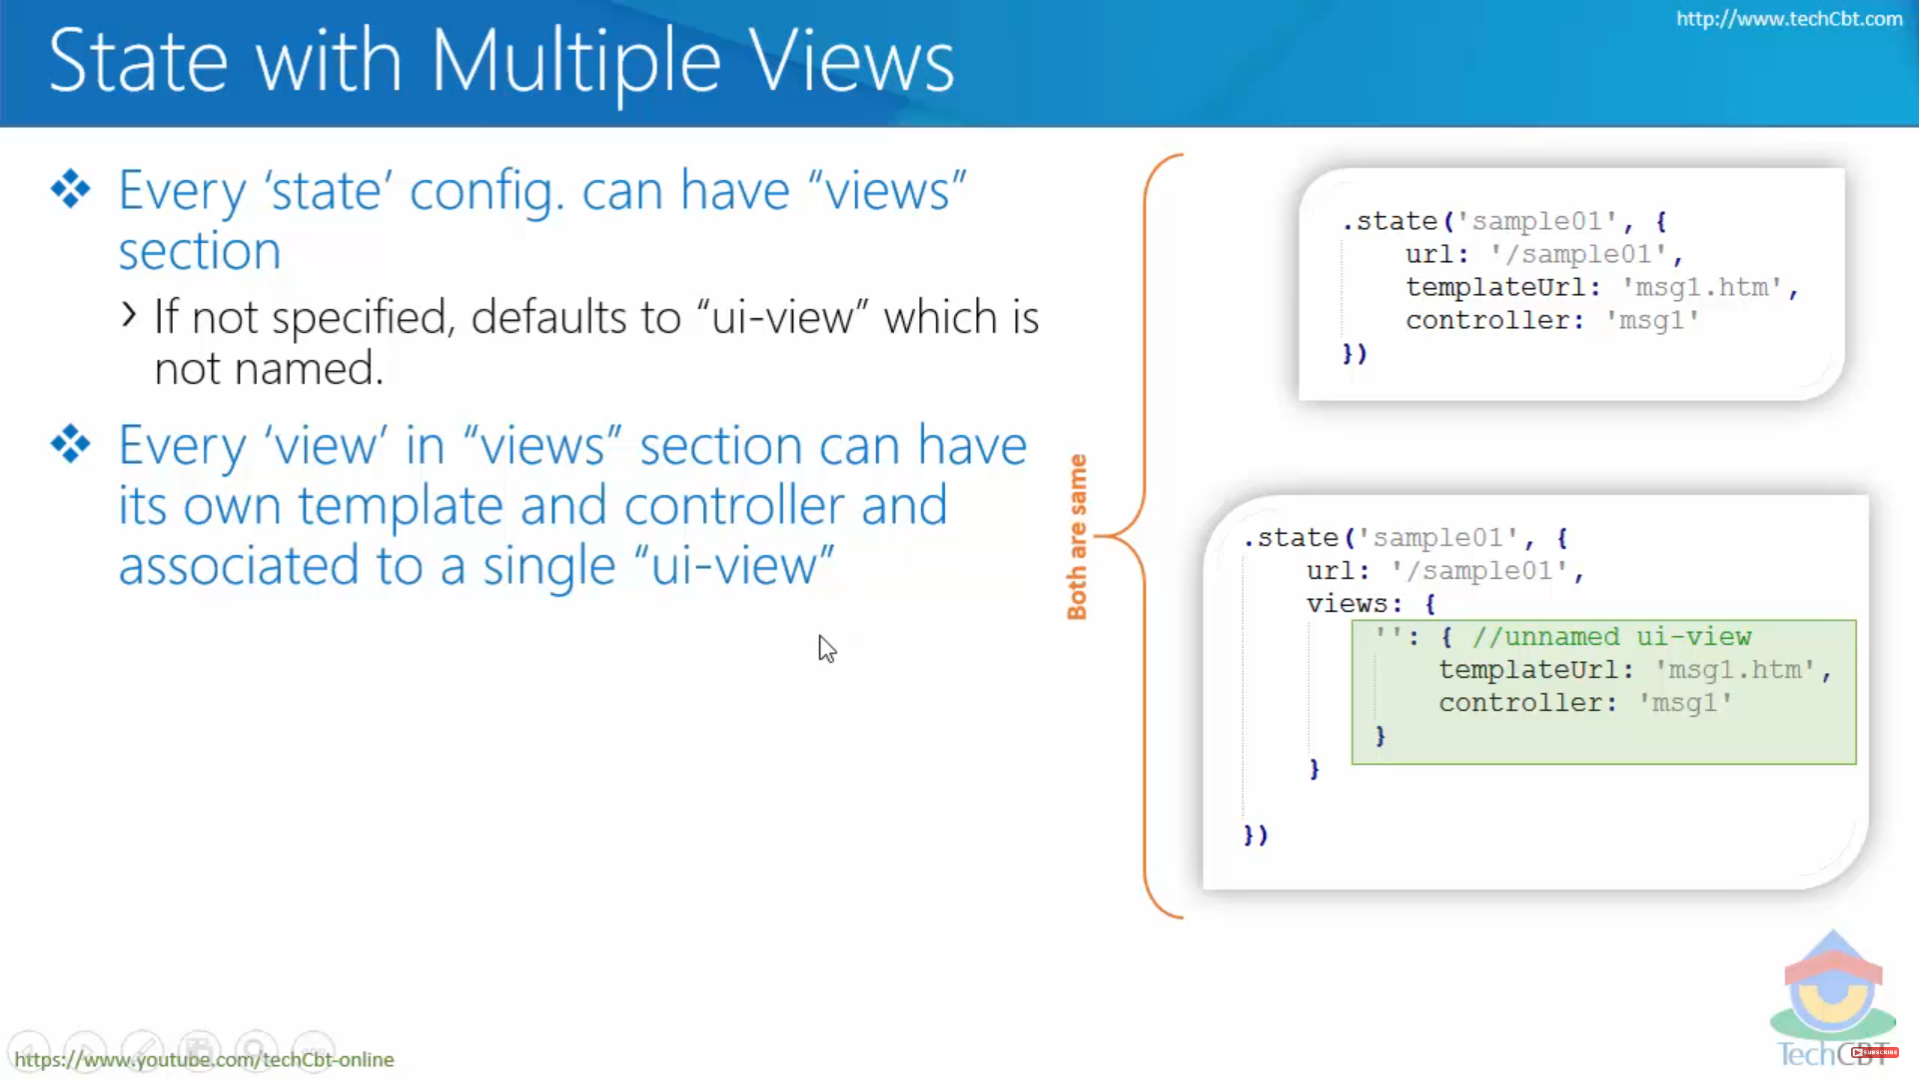 http://www.techCbt.com
State with Multiple Views
Every ‘state’ config. can have “views”
section
If not specified, defaults to “ui-view” which is
not named.
Every ‘view’ in “views” section can have
its own template and controller and
associated to a single “ui-view”
Both are same
.state('sample01', {
url: '/sample01',
templateUrl: 'msg1.htm',
controller: 'msg1'
})
.state('sample01', {
url: '/sample01',
views: {
'': { //unnamed ui-view
templateUrl: 'msg1.htm',
controller: 'msg1'
}
}
})
TechCBT
SUBSCRIBE
https://www.youtube.com/techCbt-online